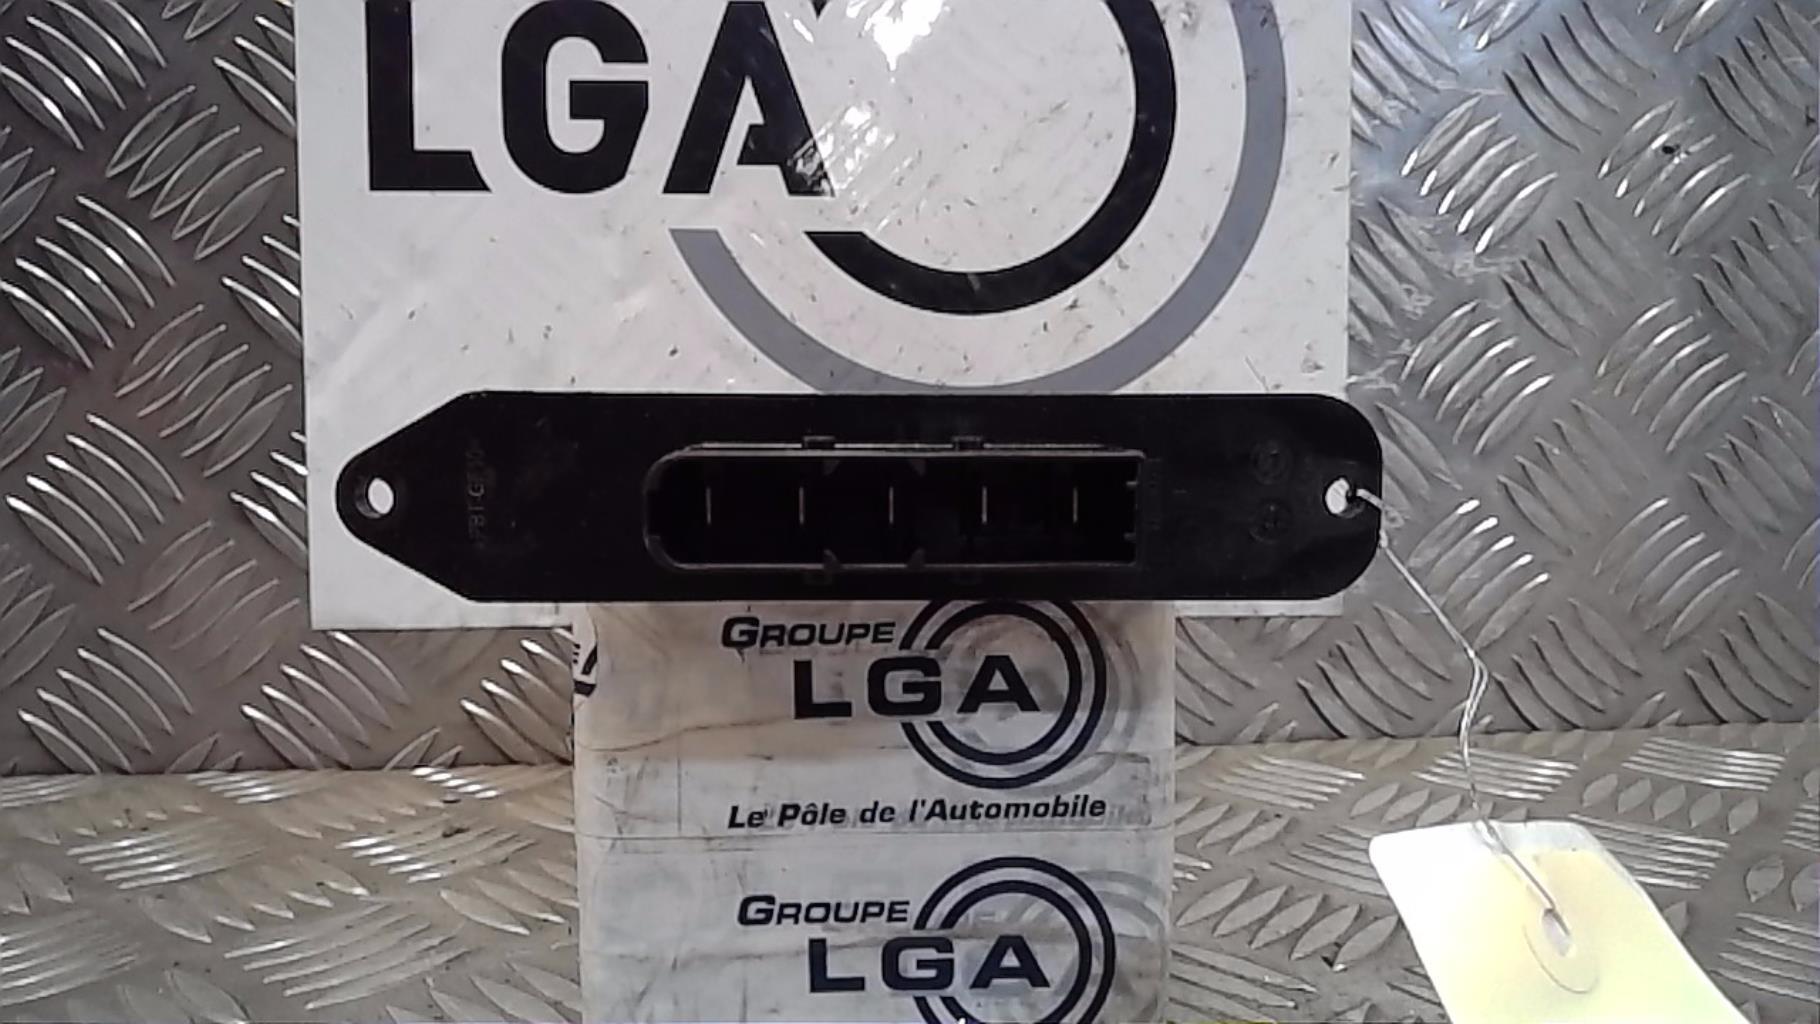 LGA
GROUPE
LGA
Le Pôle de l'Automobile
GROUPE
LGA